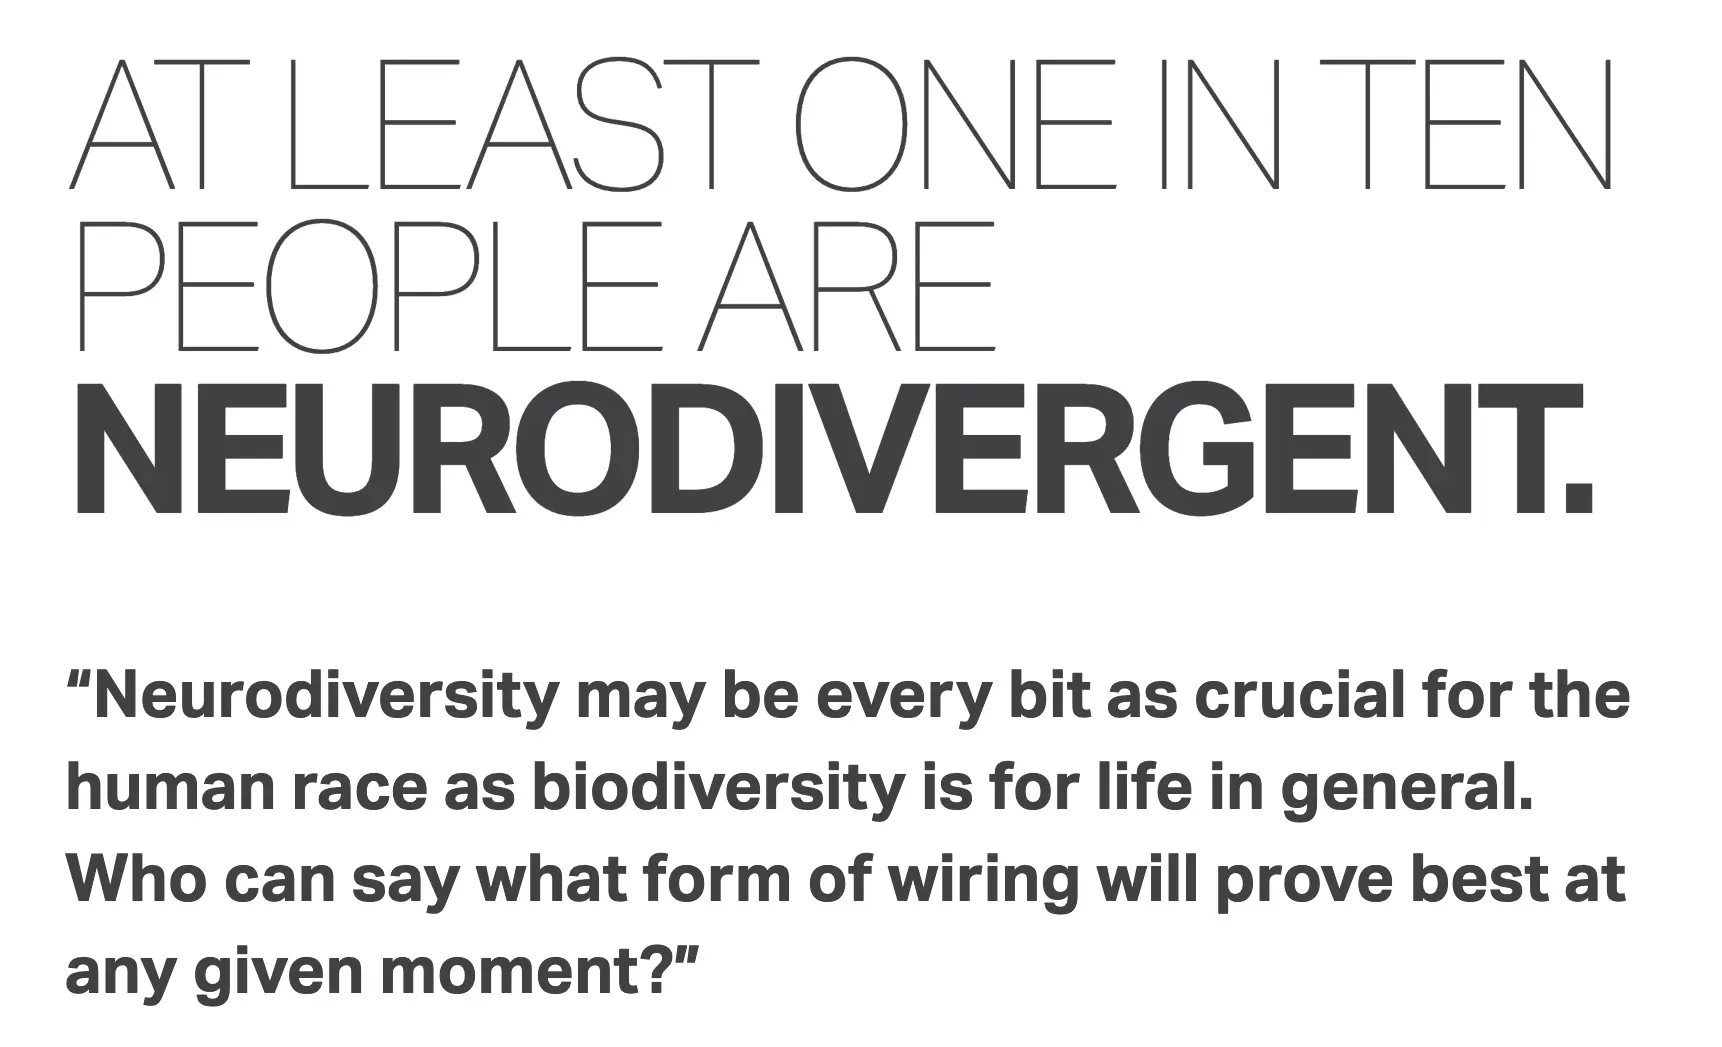 AT LEAST ONE IN TEN
PEOPLE ARE
NEURODIVERGENT.
“Neurodiversity may be every bit as crucial for the
human race as biodiversity is for life in general.
Who can say what form of wiring will prove best at
any given moment?”